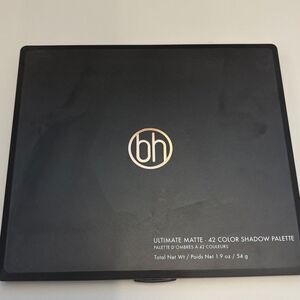 bh
ULTIMATE MATTE - 42 COLOR SHADOW PALETTE
PALETTE D'OMBRES À 42 COULEURS
Total Net Wt / Poids Net 1.9 oz / 54 g